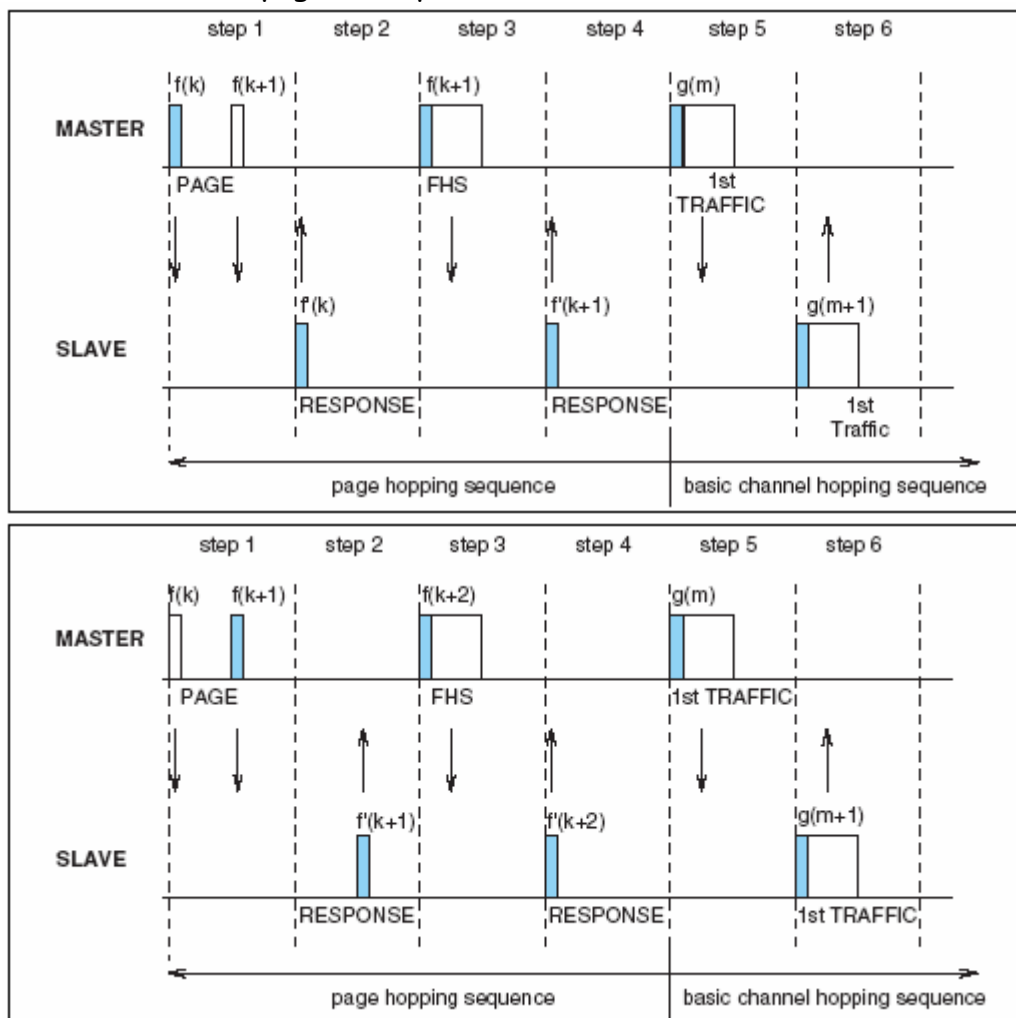 step 1 step 2 step 3 step 4 step 5 step 6
f(k) f(k+1) f(k+1) g(m)
MASTER
PAGE FHS 1st
TRAFFIC
f'(k) f'(k+1) g(m+1)
SLAVE
RESPONSE RESPONSE 1st
Traffic
page hopping sequence basic channel hopping sequence
step 1 step 2 step 3 step 4 step 5 step 6
f(k) f(k+1) f(k+2) g(m)
MASTER
PAGE FHS 1st TRAFFIC
f'(k+1) f'(k+2) g(m+1)
SLAVE
RESPONSE RESPONSE 1st TRAFFIC
page hopping sequence basic channel hopping sequence